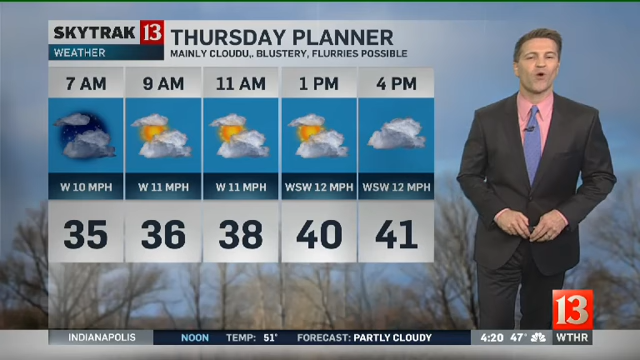 SKYTRAK 13
WEATHER
THURSDAY PLANNER
MAINLY CLOUDU,. BLUSTERY, FLURRIES POSSIBLE
7 AM 9 AM 11 AM 1 PM 4 PM
W 10 MPH W 11 MPH W 11 MPH WSW 12 MPH WSW 12 MPH
35 36 38 40 41
13
INDIANAPOLIS NOON TEMP: 51° FORECAST: PARTLY CLOUDY 4:20 47° WTHR